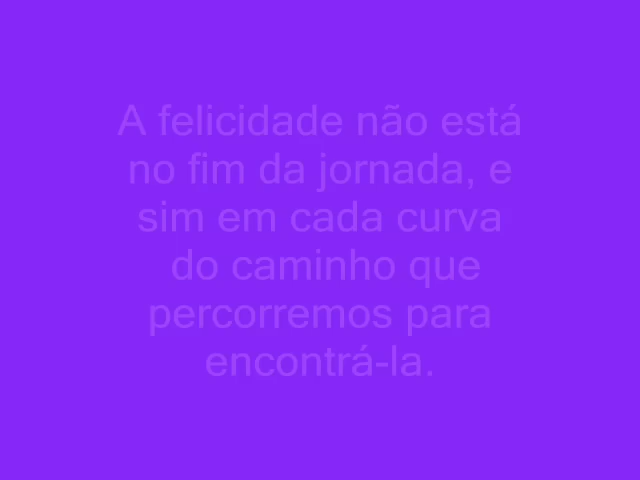 A felicidade não está
no fim da jornada, e
sim em cada curva
do caminho que
percorremos para
encontrá-la.